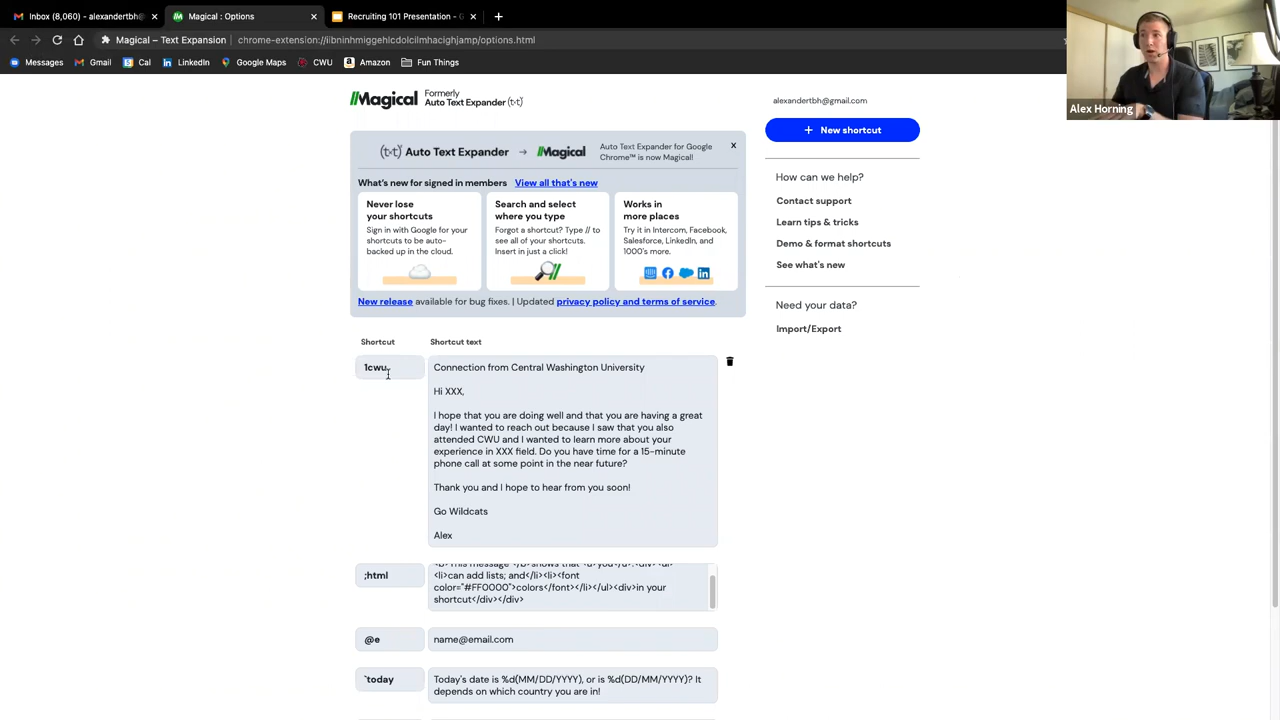 Inbox (8,060) – alexandertbh@
Magical : Options
Recruiting 101 Presentation - G
Magical – Text Expansion
chrome-extension://iibninhmiggehlcdolcilmhacighjamp/options.html
Messages
Gmail
Cal
LinkedIn
Google Maps
CWU
Amazon
Fun Things
Alex Horning
Magical
Formerly
Auto Text Expander (t›t)
alexandertbh@gmail.com
+ New shortcut
(t›t) Auto Text Expander → Magical
Auto Text Expander for Google
Chrome™ is now Magical!
x
What's new for signed in members View all that's new
Never lose
your shortcuts
Sign in with Google for your
shortcuts to be auto-
backed up in the cloud.
Search and select
where you type
Forgot a shortcut? Type // to
see all of your shortcuts.
Insert in just a click!
Works in
more places
Try it in Intercom, Facebook,
Salesforce, LinkedIn, and
1000's more.
New release available for bug fixes. | Updated privacy policy and terms of service.
How can we help?
Contact support
Learn tips & tricks
Demo & format shortcuts
See what's new
Need your data?
Import/Export
Shortcut
Shortcut text
1cwu
Connection from Central Washington University
Hi XXX,
I hope that you are doing well and that you are having a great
day! I wanted to reach out because I saw that you also
attended CWU and I wanted to learn more about your
experience in XXX field. Do you have time for a 15-minute
phone call at some point in the near future?
Thank you and I hope to hear from you soon!
Go Wildcats
Alex
;html
<b>This message </b>shows that <u>you</u>:<div><ul>
<li>can add lists; and</li><li><font
color="#FF0000">colors</font></li></ul><div>in your
shortcut</div></div>
@e
name@email.com
`today
Today's date is %d(MM/DD/YYYY), or is %d(DD/MM/YYYY)? It
depends on which country you are in!